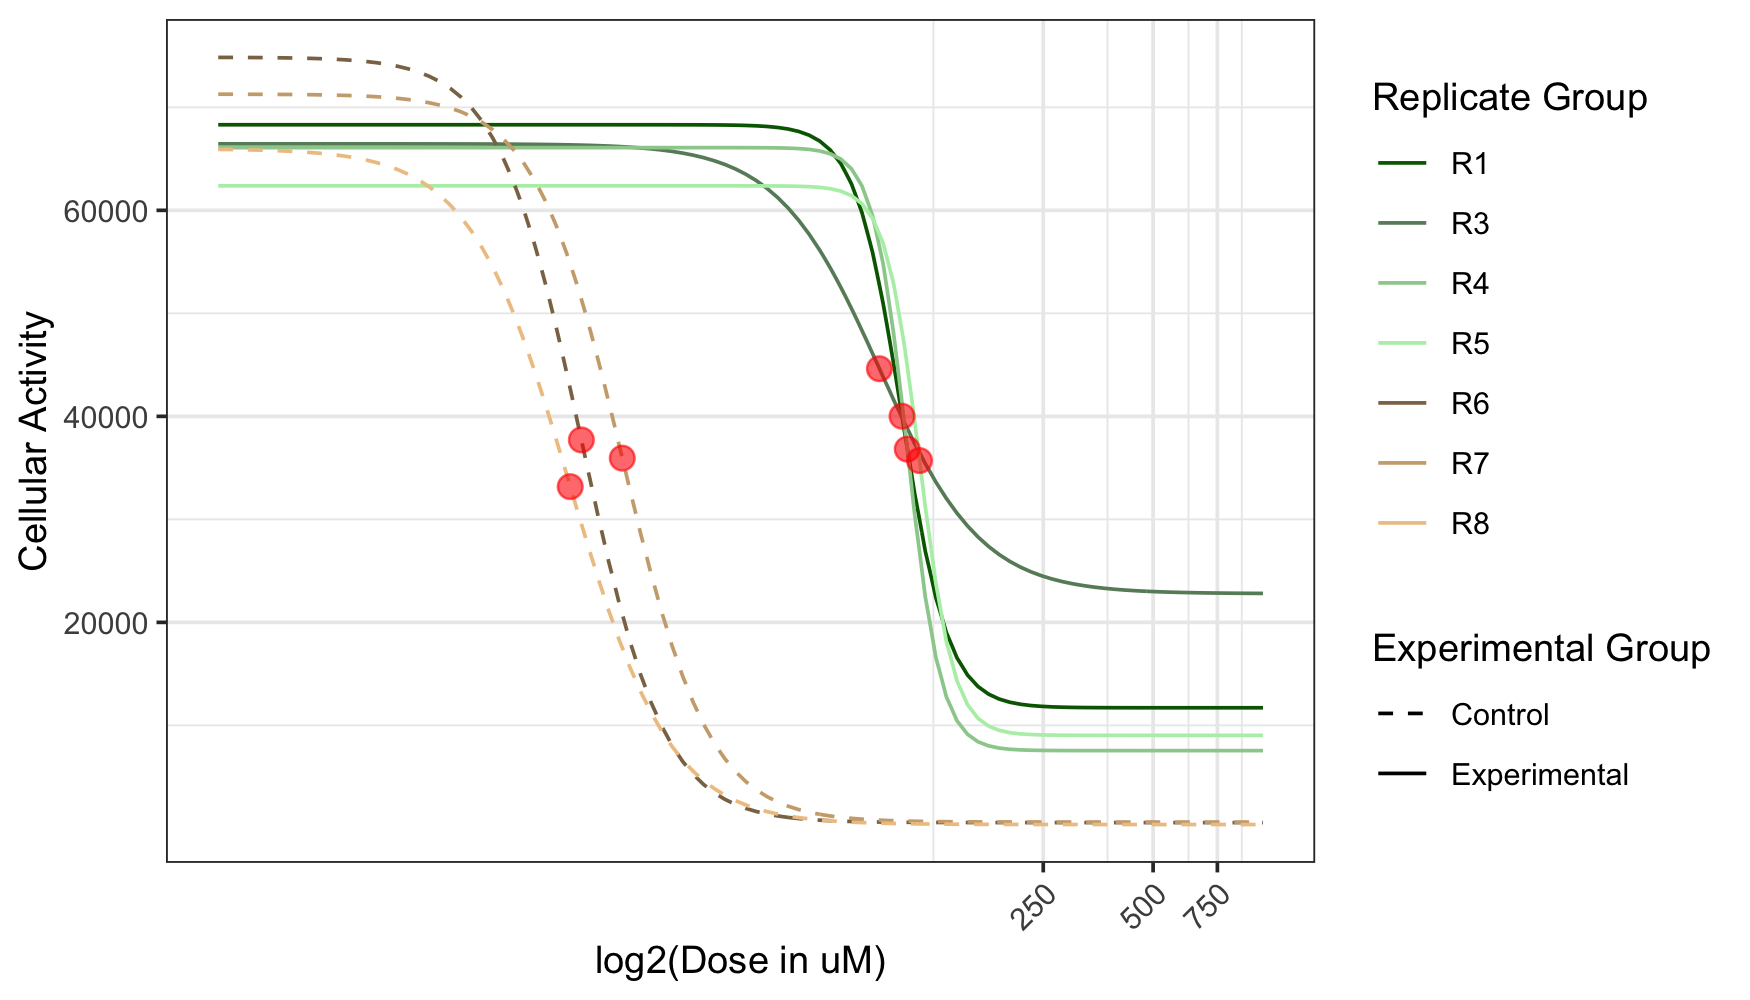 Cellular Activity
60000
40000
20000
250
500
750
log2(Dose in uM)
Replicate Group
R1
R3
R4
R5
R6
R7
R8
Experimental Group
Control
Experimental